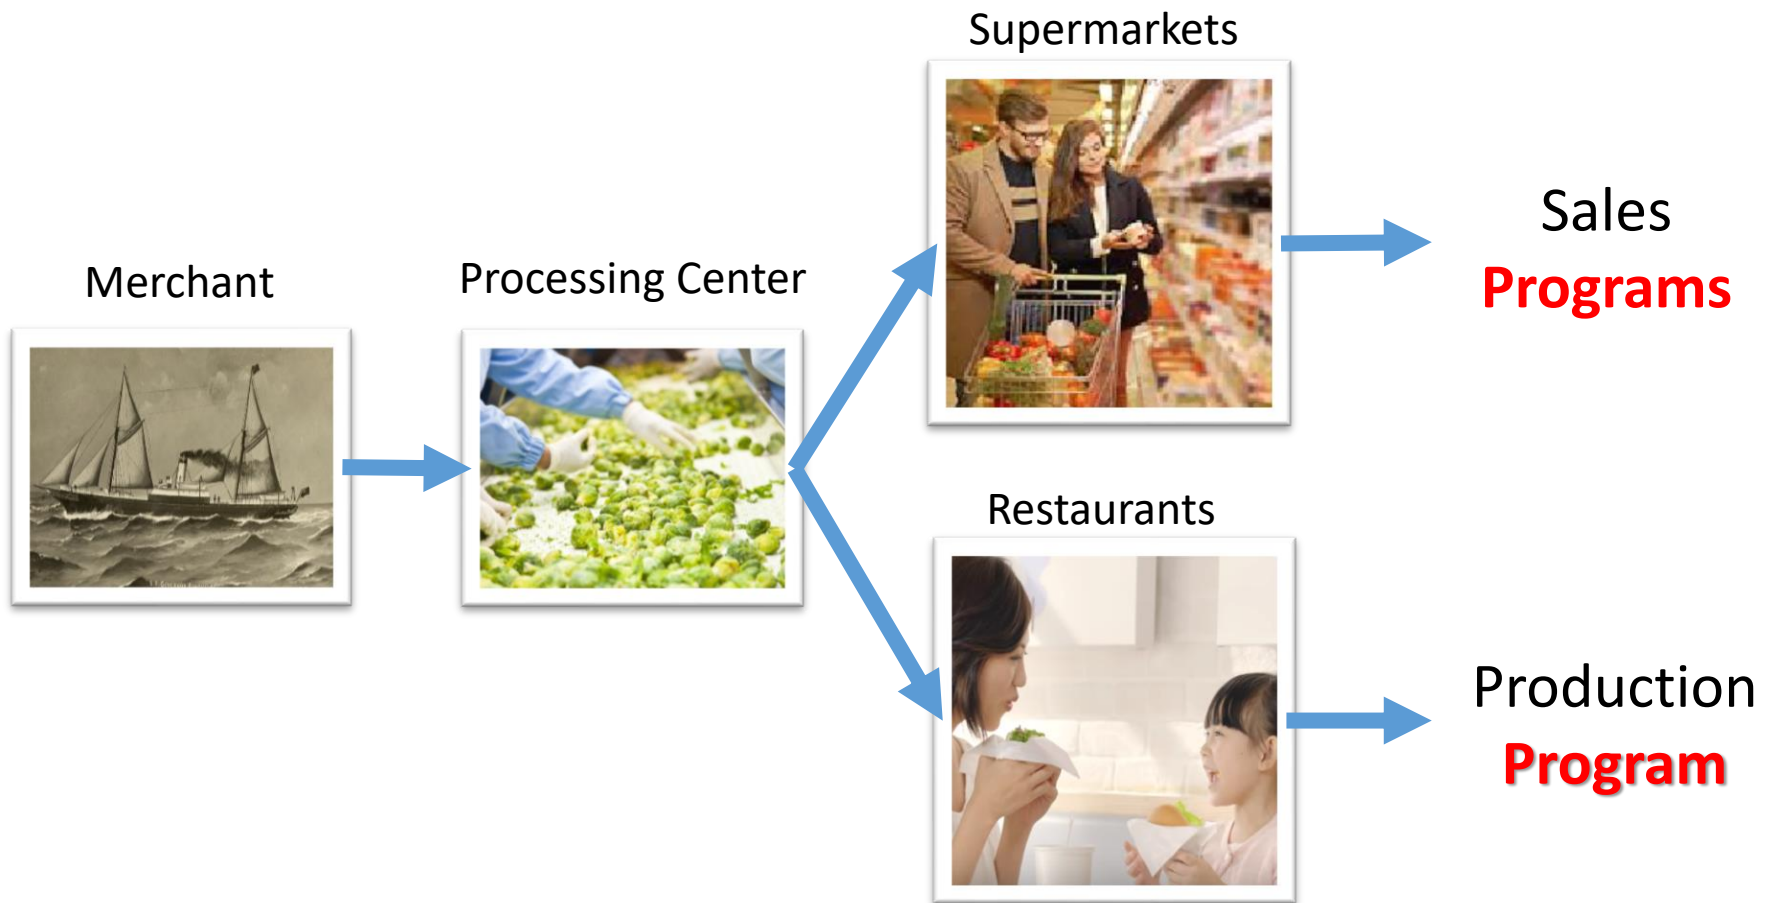 Supermarkets
Merchant
Processing Center
Sales
Programs
Restaurants
Production
Program